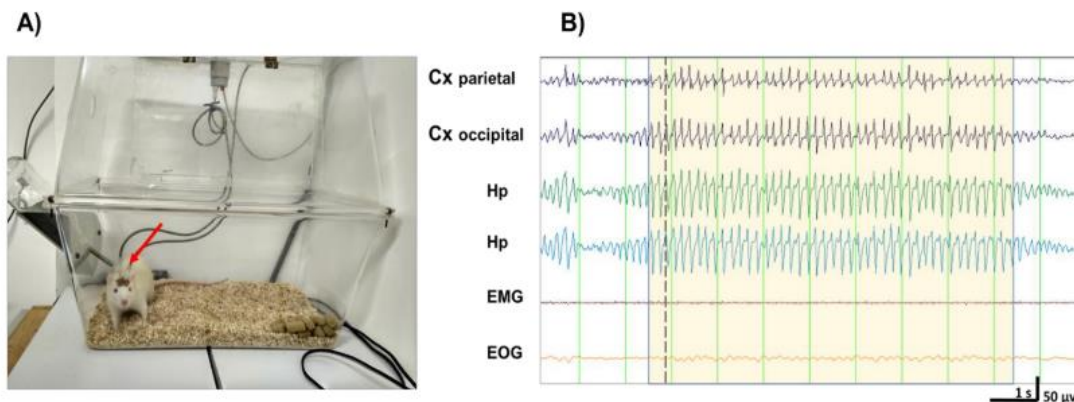 A)
B)
Cx parietal
Cx occipital
Hp
Hp
EMG
EOG
1 s
50 µv